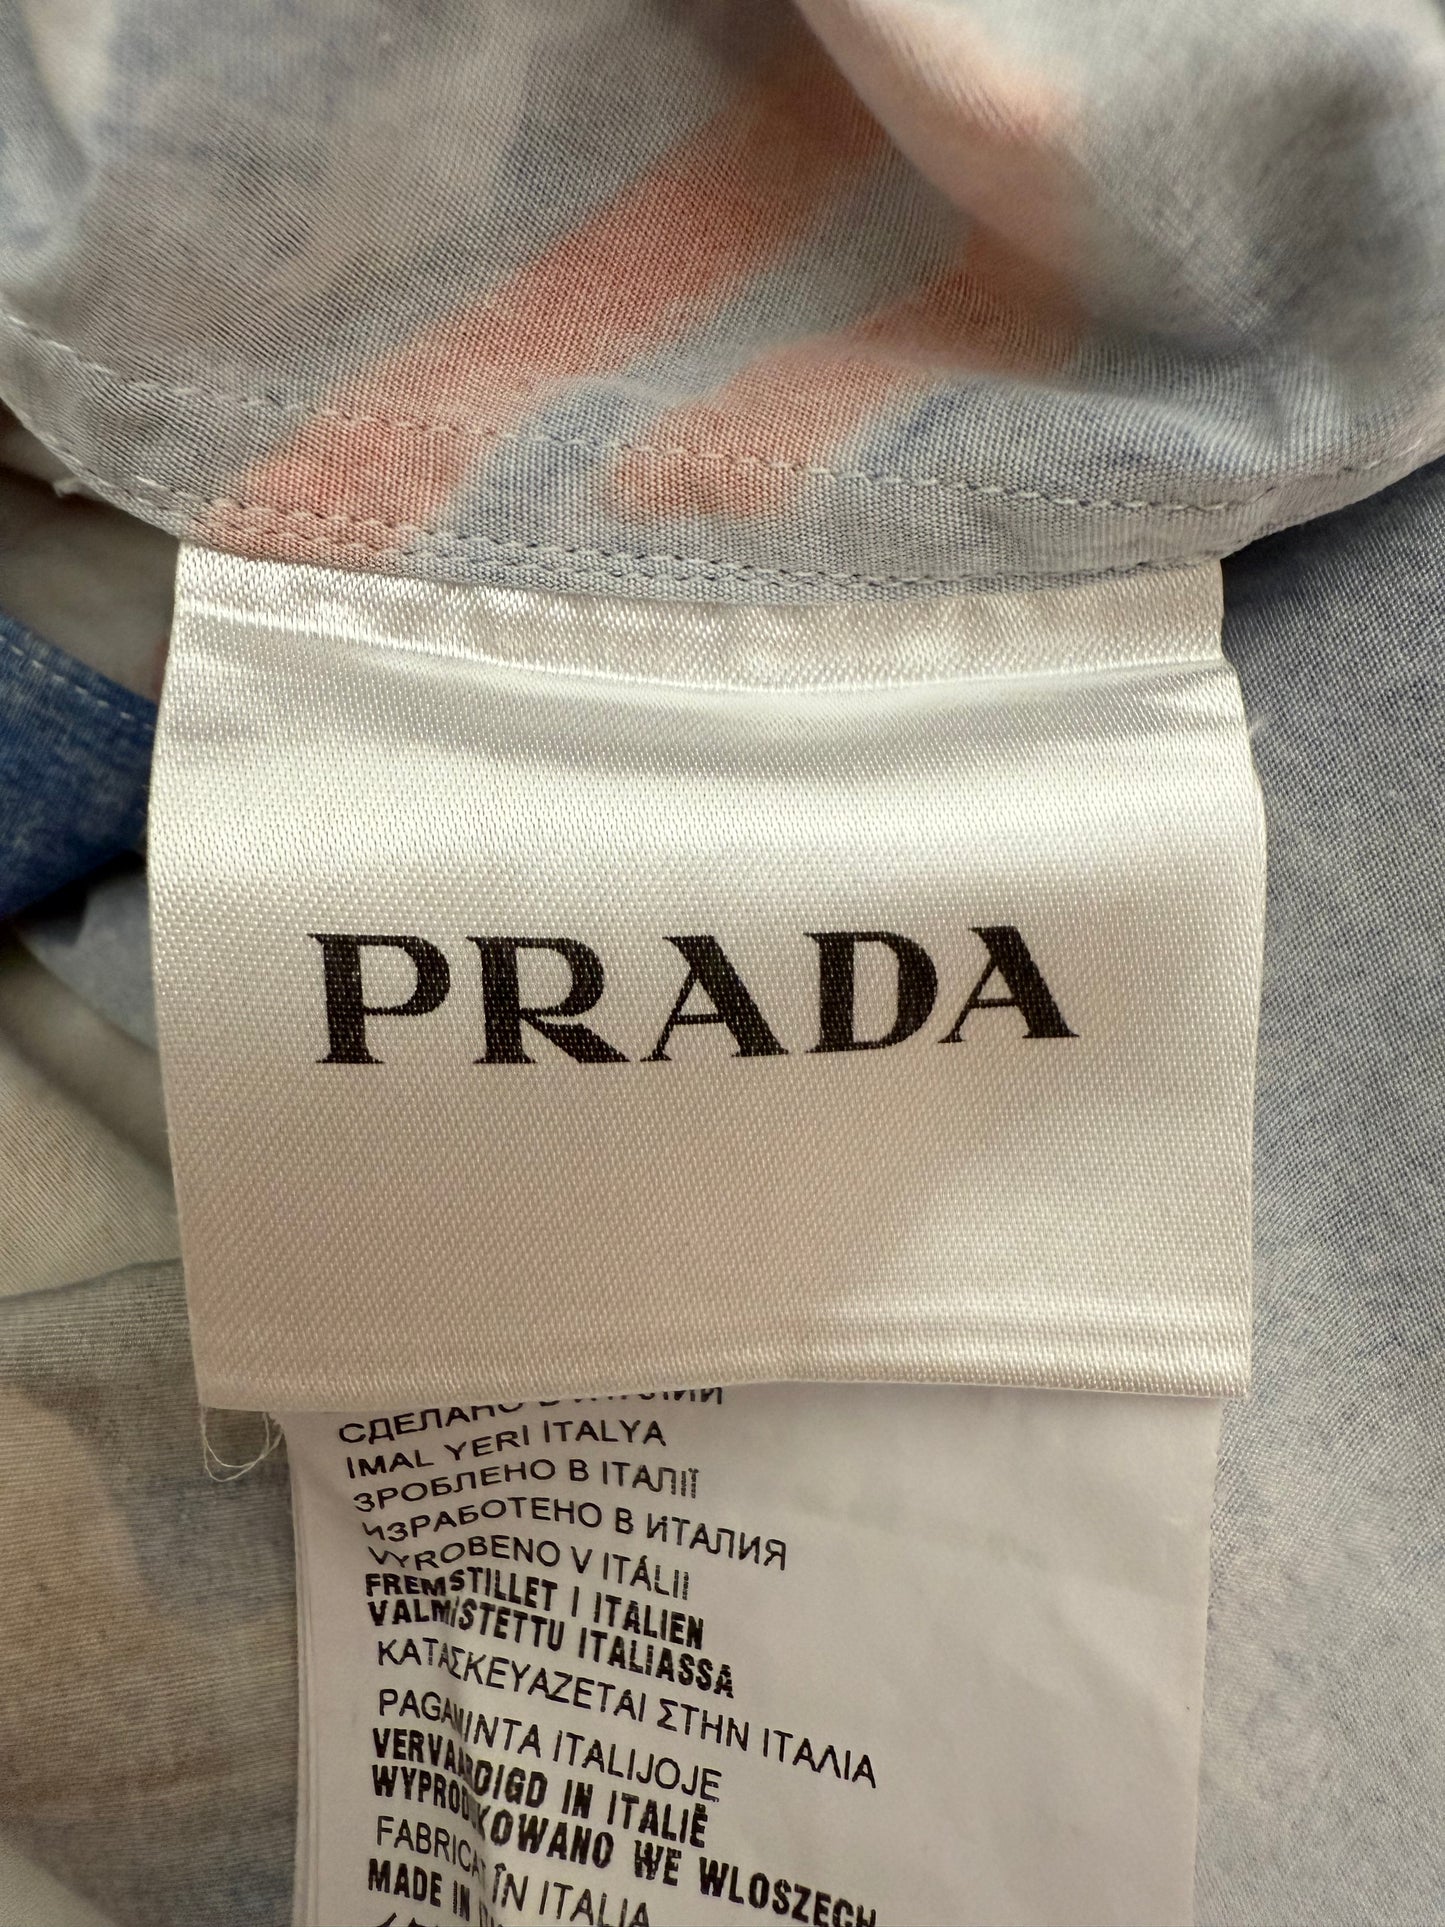 PRADA
СДЕЛАНО В ИТАЛИИ
IMAL YERI ITALYA
ЗРОБЛЕНО В ІТАЛІЇ
ИЗРАБОТЕНО В ИТАЛИЯ
VYROBENO V ITÁLII
FREMSTILLET I ITALIEN
VALMISTETTU ITALIASSA
ΚΑΤΑΣΚΕΥΑΖΕΤΑΙ ΣΤΗΝ ΙΤΑΛΙΑ
PAGAMINTA ITALIJOJE
VERVAARDIGD IN ITALIË
WYPRODUKOWANO WE WLOSZECH
FABRICAT ÎN ITALIA
MADE IN